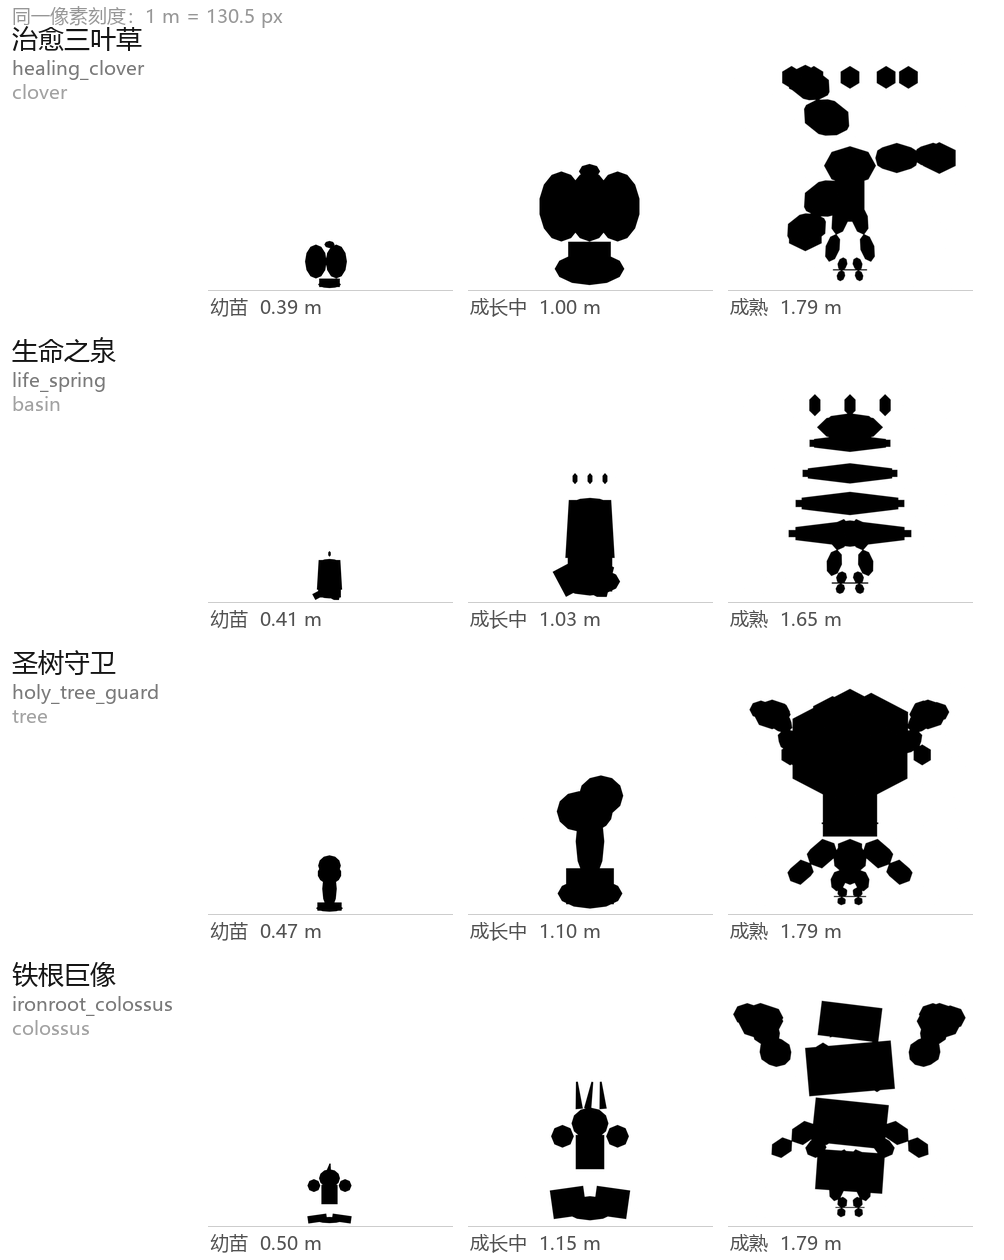 同一像素刻度：1 m = 130.5 px
治愈三叶草
healing_clover
clover
幼苗 0.39 m
成长中 1.00 m
成熟 1.79 m
生命之泉
life_spring
basin
幼苗 0.41 m
成长中 1.03 m
成熟 1.65 m
圣树守卫
holy_tree_guard
tree
幼苗 0.47 m
成长中 1.10 m
成熟 1.79 m
铁根巨像
ironroot_colossus
colossus
幼苗 0.50 m
成长中 1.15 m
成熟 1.79 m